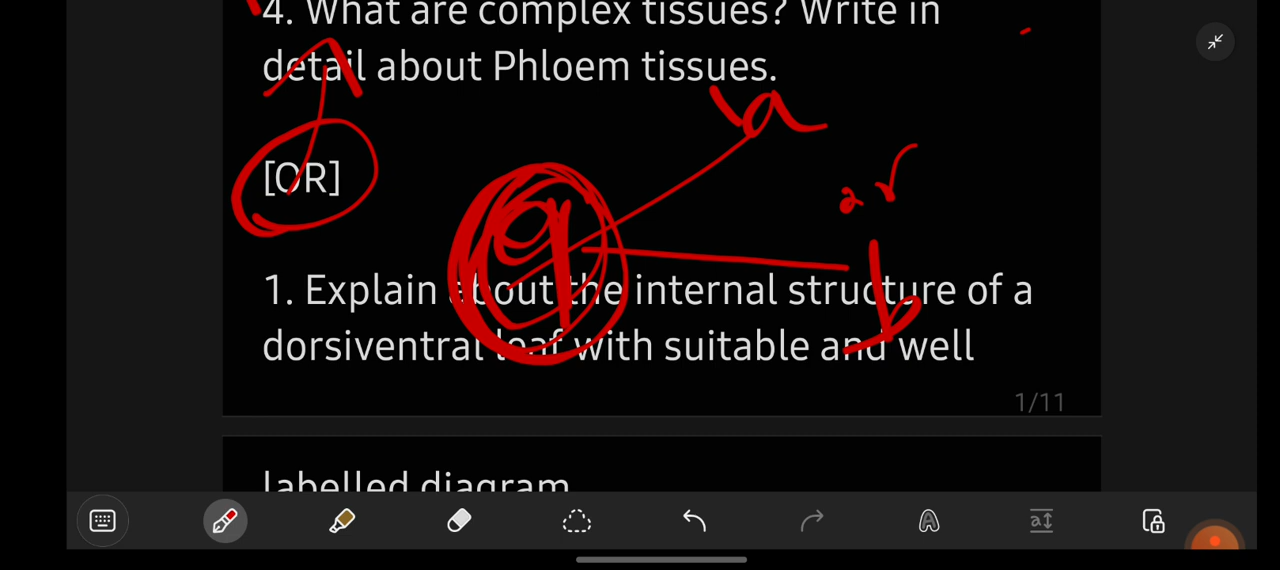 4. What are complex tissues? Write in
detail about Phloem tissues.
a
[OR]
or
q
b
1. Explain about the internal structure of a
dorsiventral leaf with suitable and well
1/11
labelled diagram